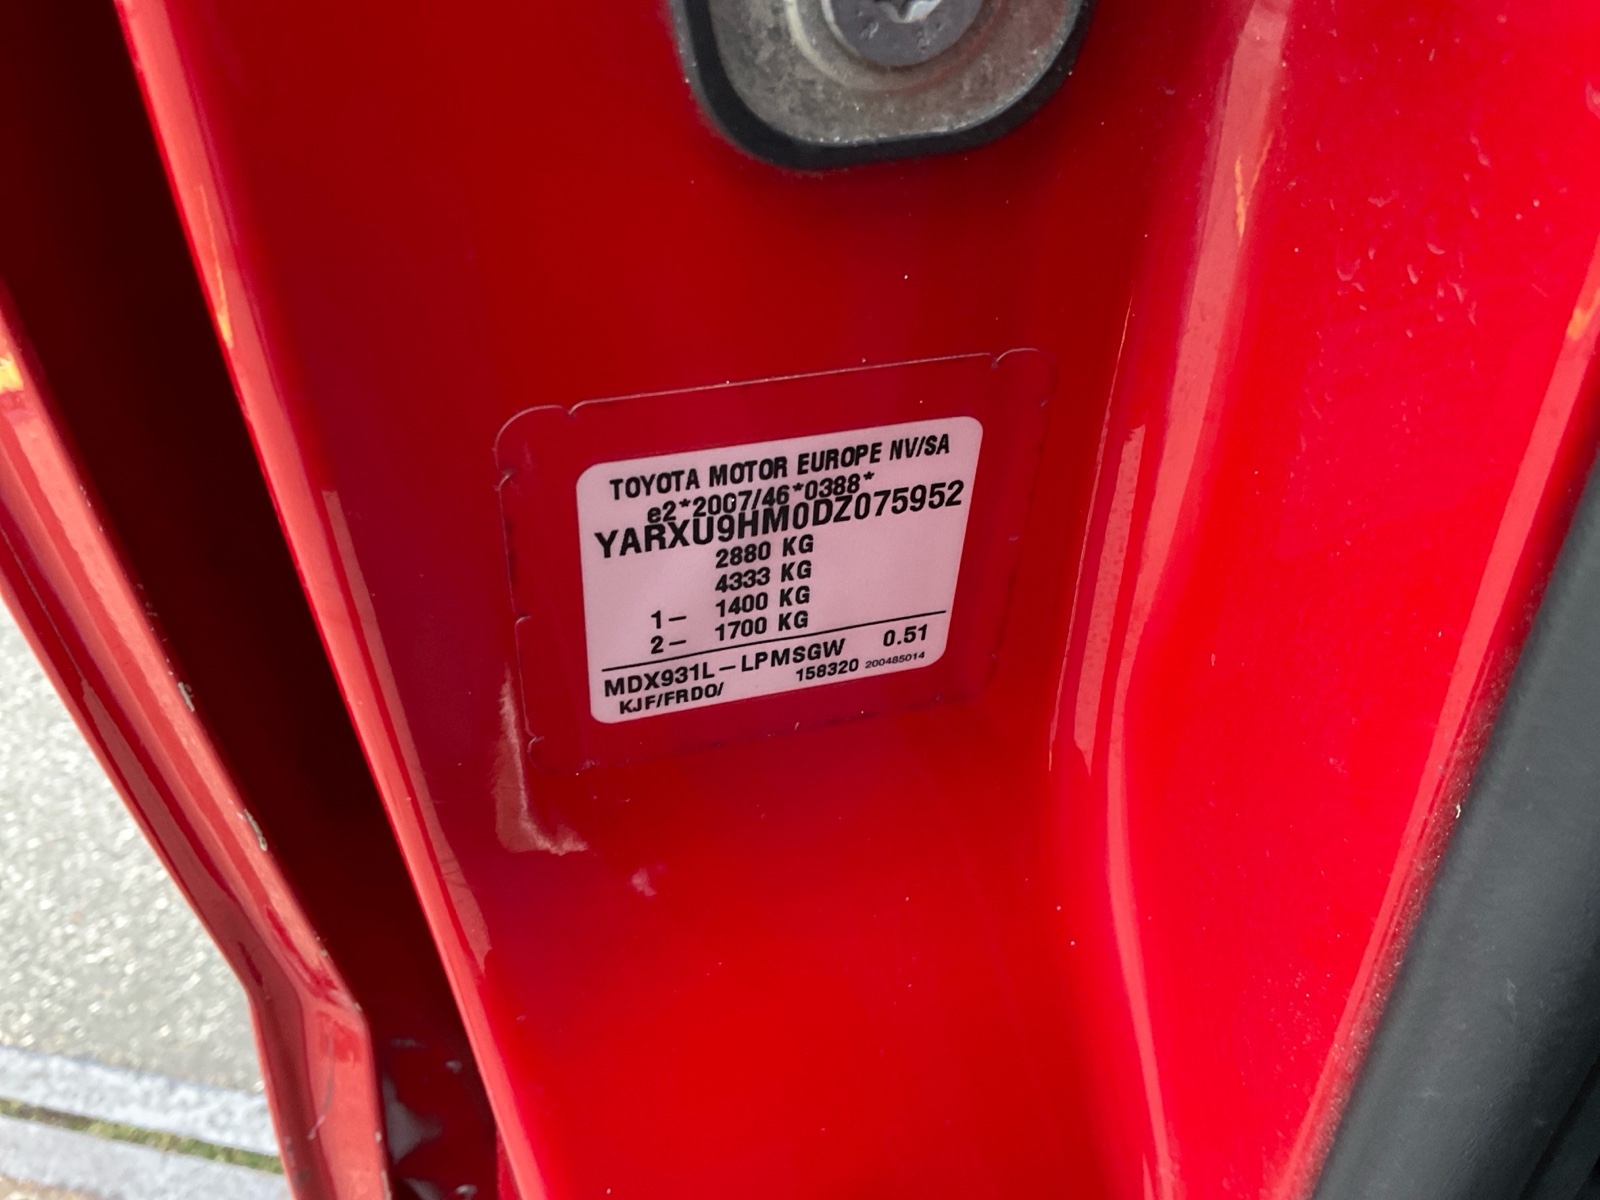 TOYOTA MOTOR EUROPE NV/SA
e2*2007/46*0388*
YARXU9HM0DZ075952
2880 KG
4333 KG
1- 1400 KG
2- 1700 KG
MDX931L-LPMSGW 0.51
KJF/FRDO/ 158320 200485014